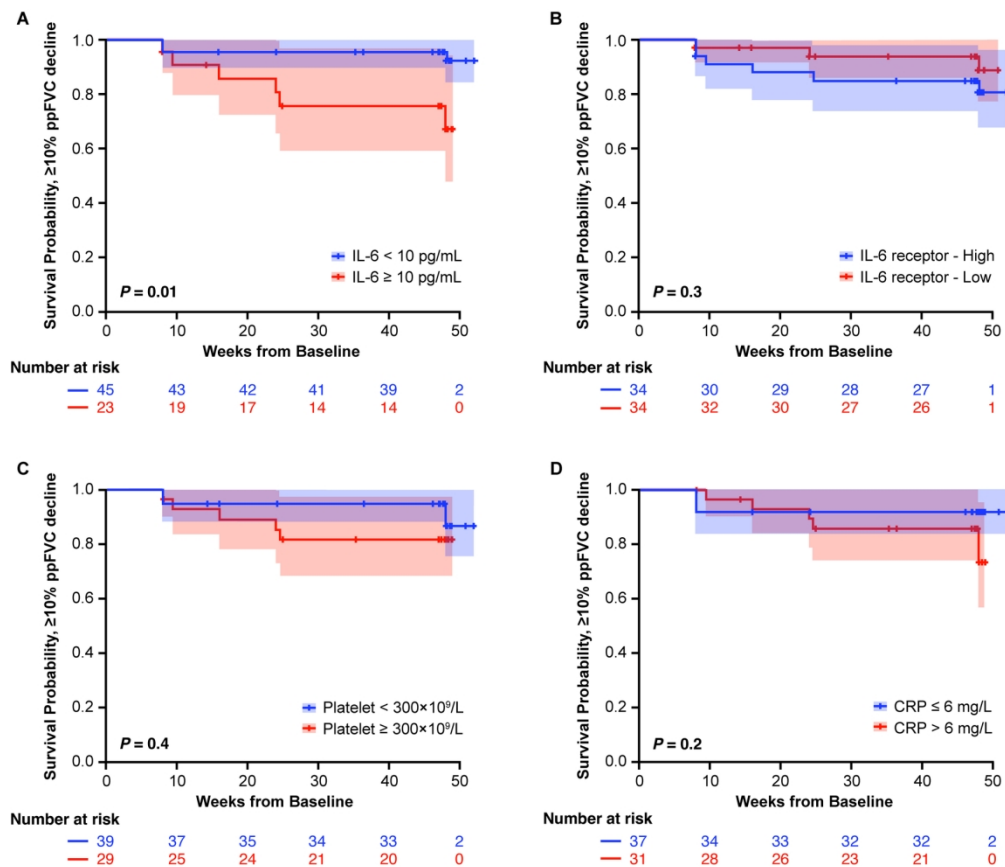 A
Survival Probability, ≥10% ppFVC decline
1.0
0.8
0.6
0.4
0.2
0.0
IL-6 < 10 pg/mL
IL-6 ≥ 10 pg/mL
P = 0.01
0 10 20 30 40 50
Weeks from Baseline
Number at risk
45 43 42 41 39 2
23 19 17 14 14 0
B
Survival Probability, ≥10% ppFVC decline
1.0
0.8
0.6
0.4
0.2
0.0
IL-6 receptor - High
IL-6 receptor - Low
P = 0.3
0 10 20 30 40 50
Weeks from Baseline
Number at risk
34 30 29 28 27 1
34 32 30 27 26 1
C
Survival Probability, ≥10% ppFVC decline
1.0
0.8
0.6
0.4
0.2
0.0
Platelet < 300×10⁹/L
Platelet ≥ 300×10⁹/L
P = 0.4
0 10 20 30 40 50
Weeks from Baseline
Number at risk
39 37 35 34 33 2
29 25 24 21 20 0
D
Survival Probability, ≥10% ppFVC decline
1.0
0.8
0.6
0.4
0.2
0.0
CRP ≤ 6 mg/L
CRP > 6 mg/L
P = 0.2
0 10 20 30 40 50
Weeks from Baseline
Number at risk
37 34 33 32 32 2
31 28 26 23 21 0